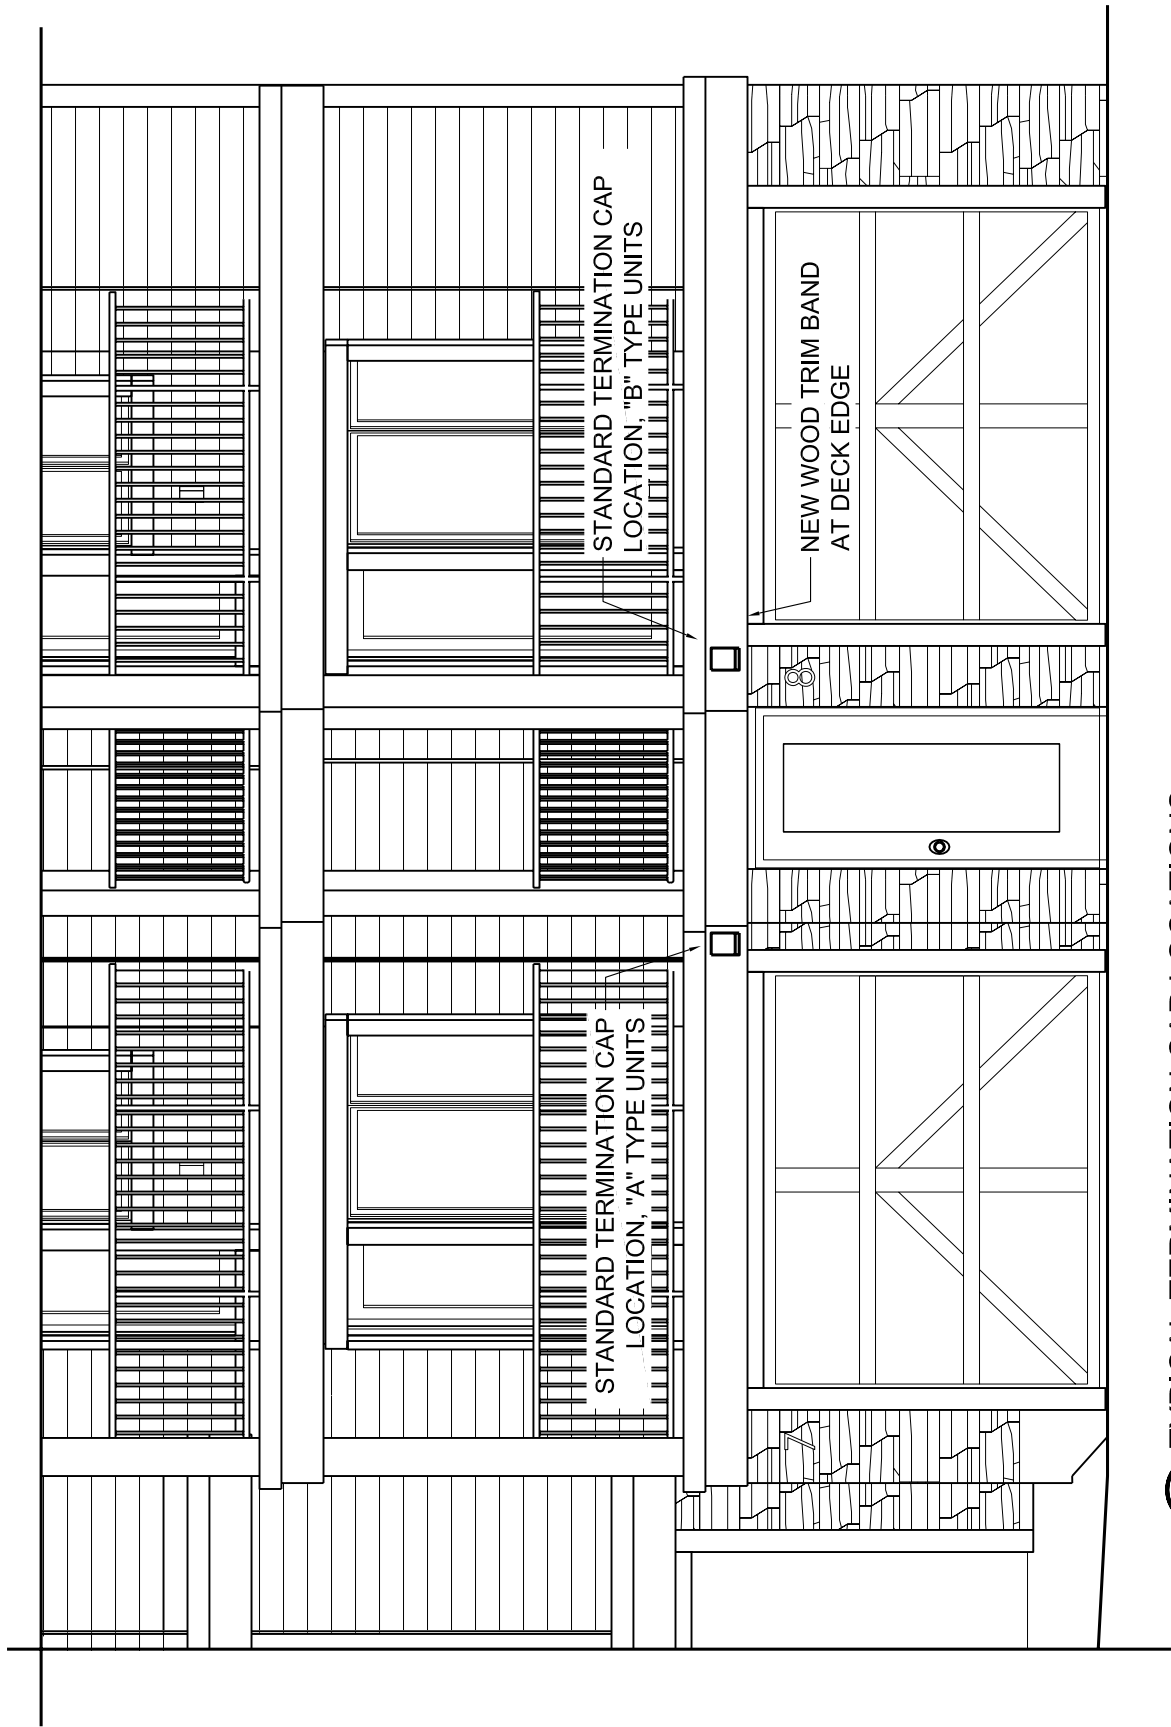 STANDARD TERMINATION CAP
LOCATION, "A" TYPE UNITS
STANDARD TERMINATION CAP
LOCATION, "B" TYPE UNITS
NEW WOOD TRIM BAND
AT DECK EDGE
7
8